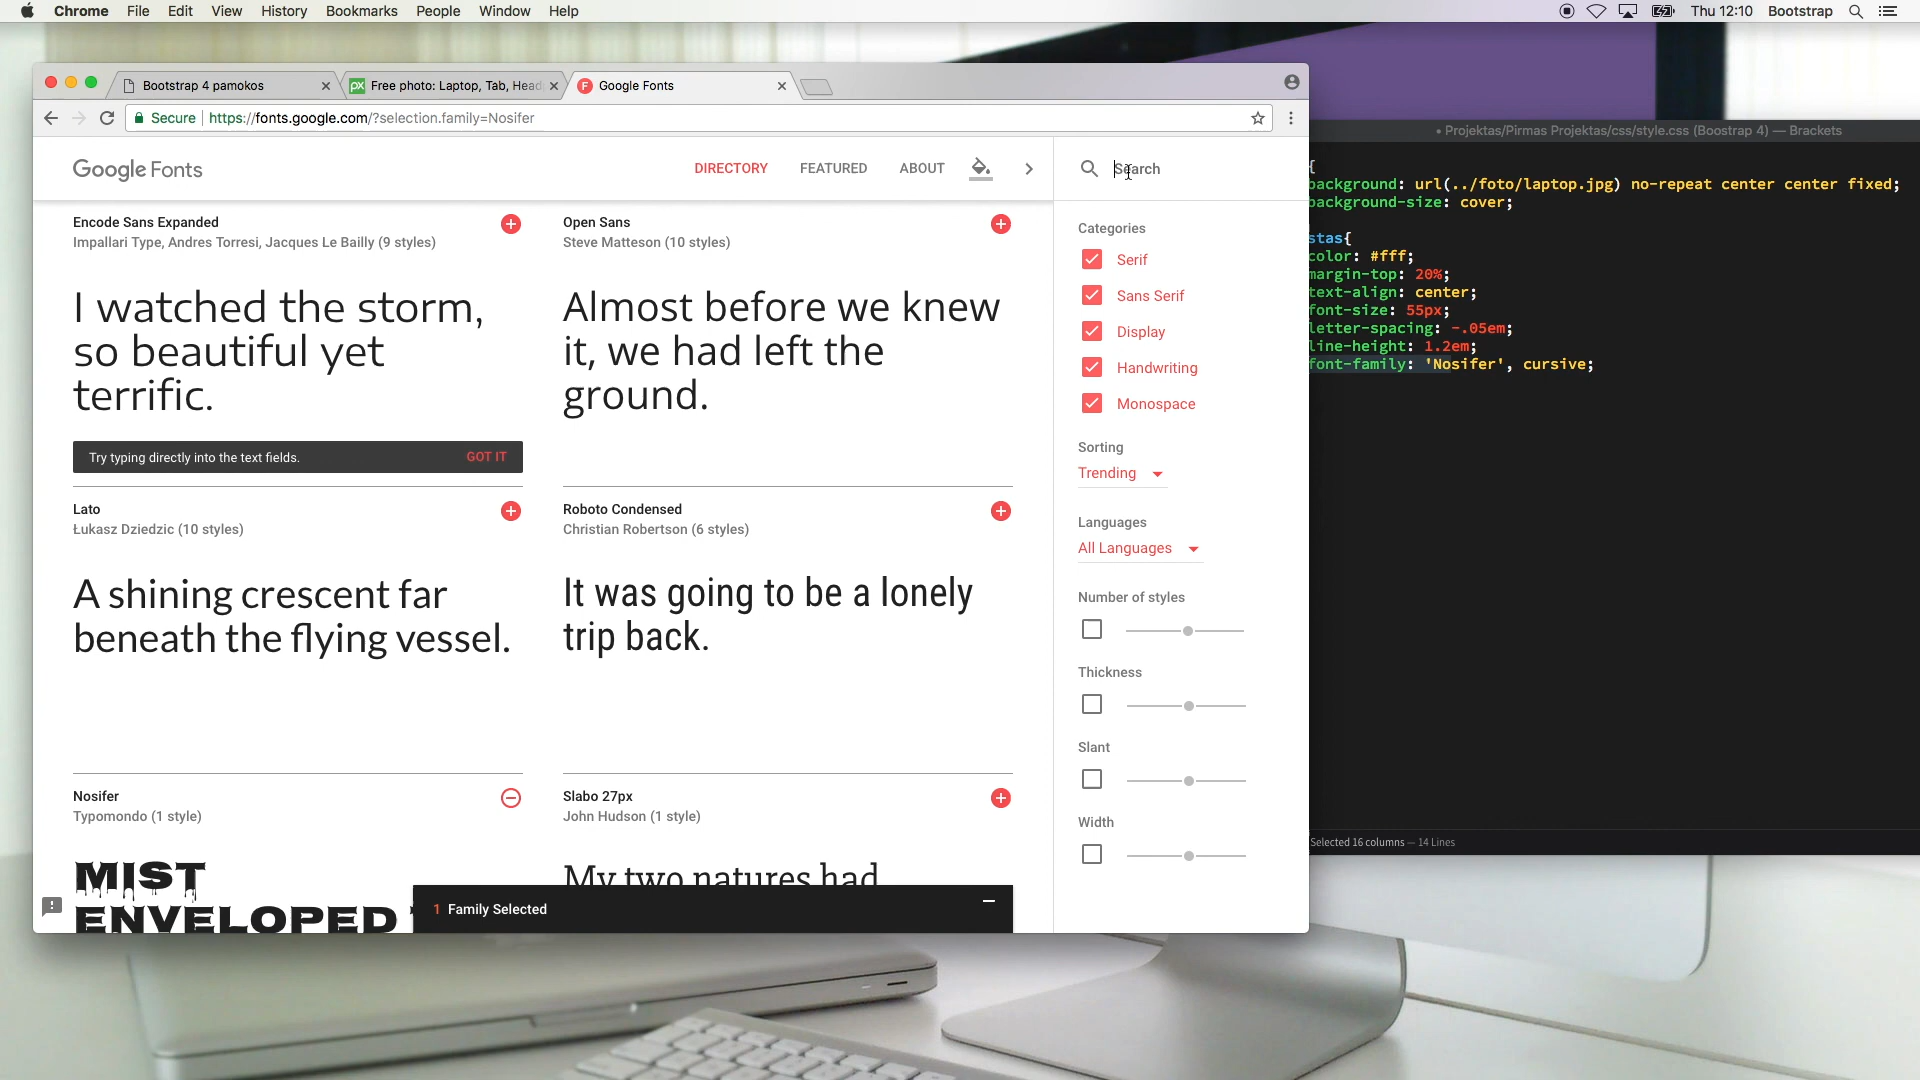 Chrome File Edit View History Bookmarks People Window Help
Thu 12:10 Bootstrap
Bootstrap 4 pamokos
Free photo: Laptop, Tab, Head
Google Fonts
Secure https://fonts.google.com/?selection.family=Nosifer
Google Fonts
DIRECTORY FEATURED ABOUT
Search
Encode Sans Expanded
Impallari Type, Andres Torresi, Jacques Le Bailly (9 styles)
I watched the storm,
so beautiful yet
terrific.
Try typing directly into the text fields. GOT IT
Open Sans
Steve Matteson (10 styles)
Almost before we knew
it, we had left the
ground.
Lato
Łukasz Dziedzic (10 styles)
A shining crescent far
beneath the flying vessel.
Roboto Condensed
Christian Robertson (6 styles)
It was going to be a lonely
trip back.
Nosifer
Typomondo (1 style)
MIST
ENVELOPED
Slabo 27px
John Hudson (1 style)
My two natures had
1 Family Selected
Categories
Serif
Sans Serif
Display
Handwriting
Monospace
Sorting
Trending
Languages
All Languages
Number of styles
Thickness
Slant
Width
• Projektas/Pirmas Projektas/css/style.css (Boostrap 4) — Brackets
{
background: url(../foto/laptop.jpg) no-repeat center center fixed;
background-size: cover;
stas{
color: #fff;
margin-top: 20%;
text-align: center;
font-size: 55px;
letter-spacing: -.05em;
line-height: 1.2em;
font-family: 'Nosifer', cursive;
Selected 16 columns — 14 Lines